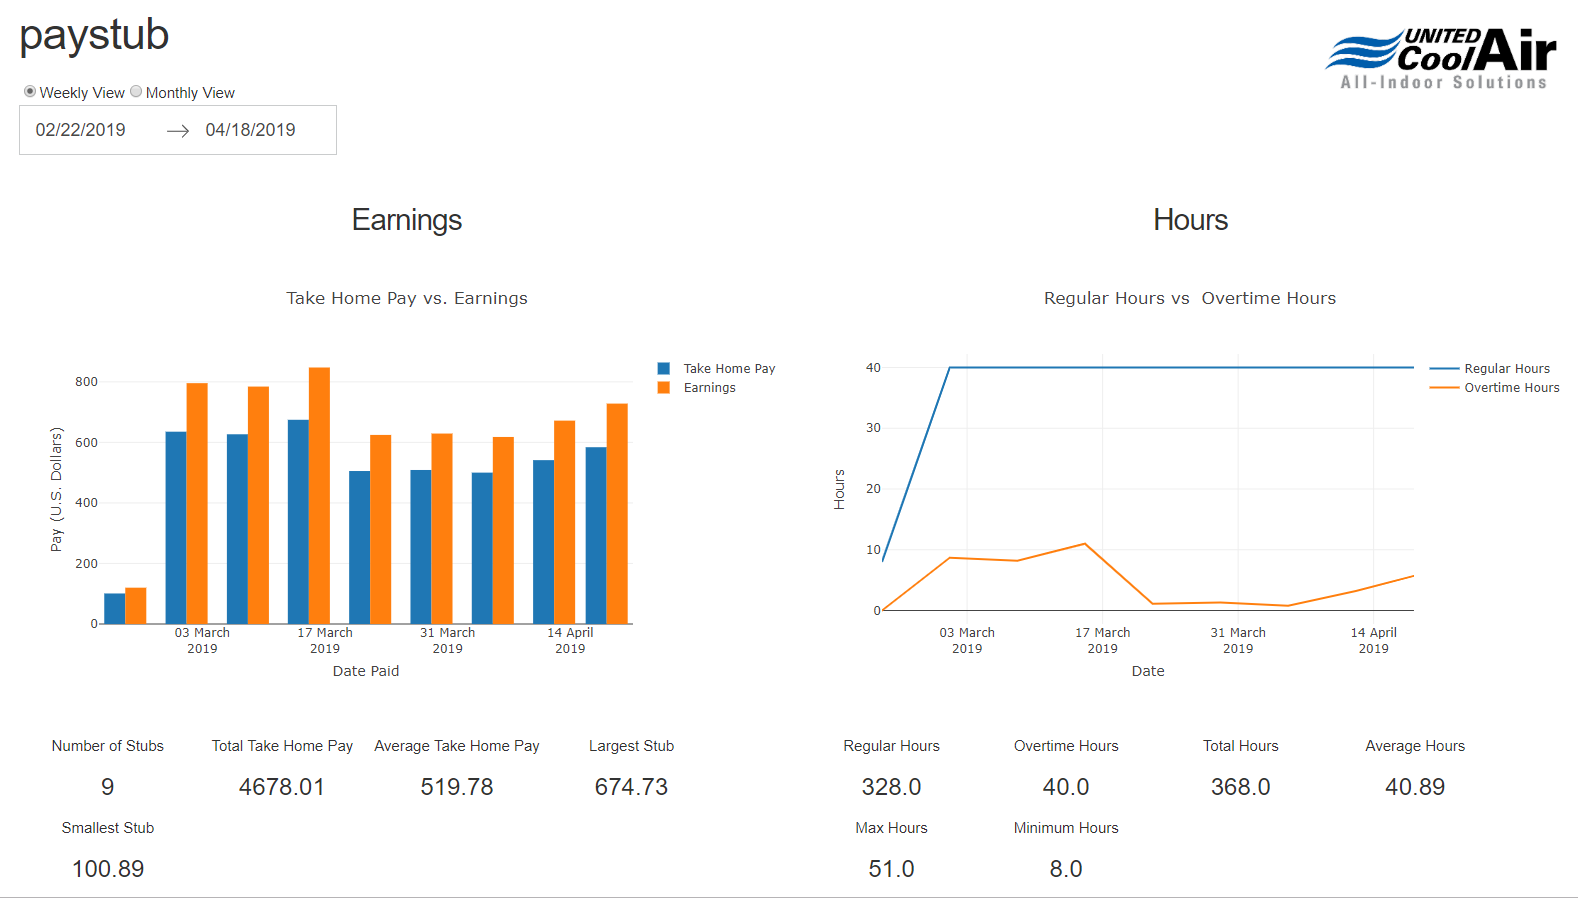 paystub
UNITED
CoolAir
All-Indoor Solutions
Weekly View Monthly View
02/22/2019 → 04/18/2019
Earnings
Take Home Pay vs. Earnings
Take Home Pay
Earnings
Pay (U.S. Dollars)
800
600
400
200
0
03 March 17 March 31 March 14 April
2019 2019 2019 2019
Date Paid
Number of Stubs Total Take Home Pay Average Take Home Pay Largest Stub
9 4678.01 519.78 674.73
Smallest Stub
100.89
Hours
Regular Hours vs Overtime Hours
Regular Hours
Overtime Hours
Hours
40
30
20
10
0
03 March 17 March 31 March 14 April
2019 2019 2019 2019
Date
Regular Hours Overtime Hours Total Hours Average Hours
328.0 40.0 368.0 40.89
Max Hours Minimum Hours
51.0 8.0